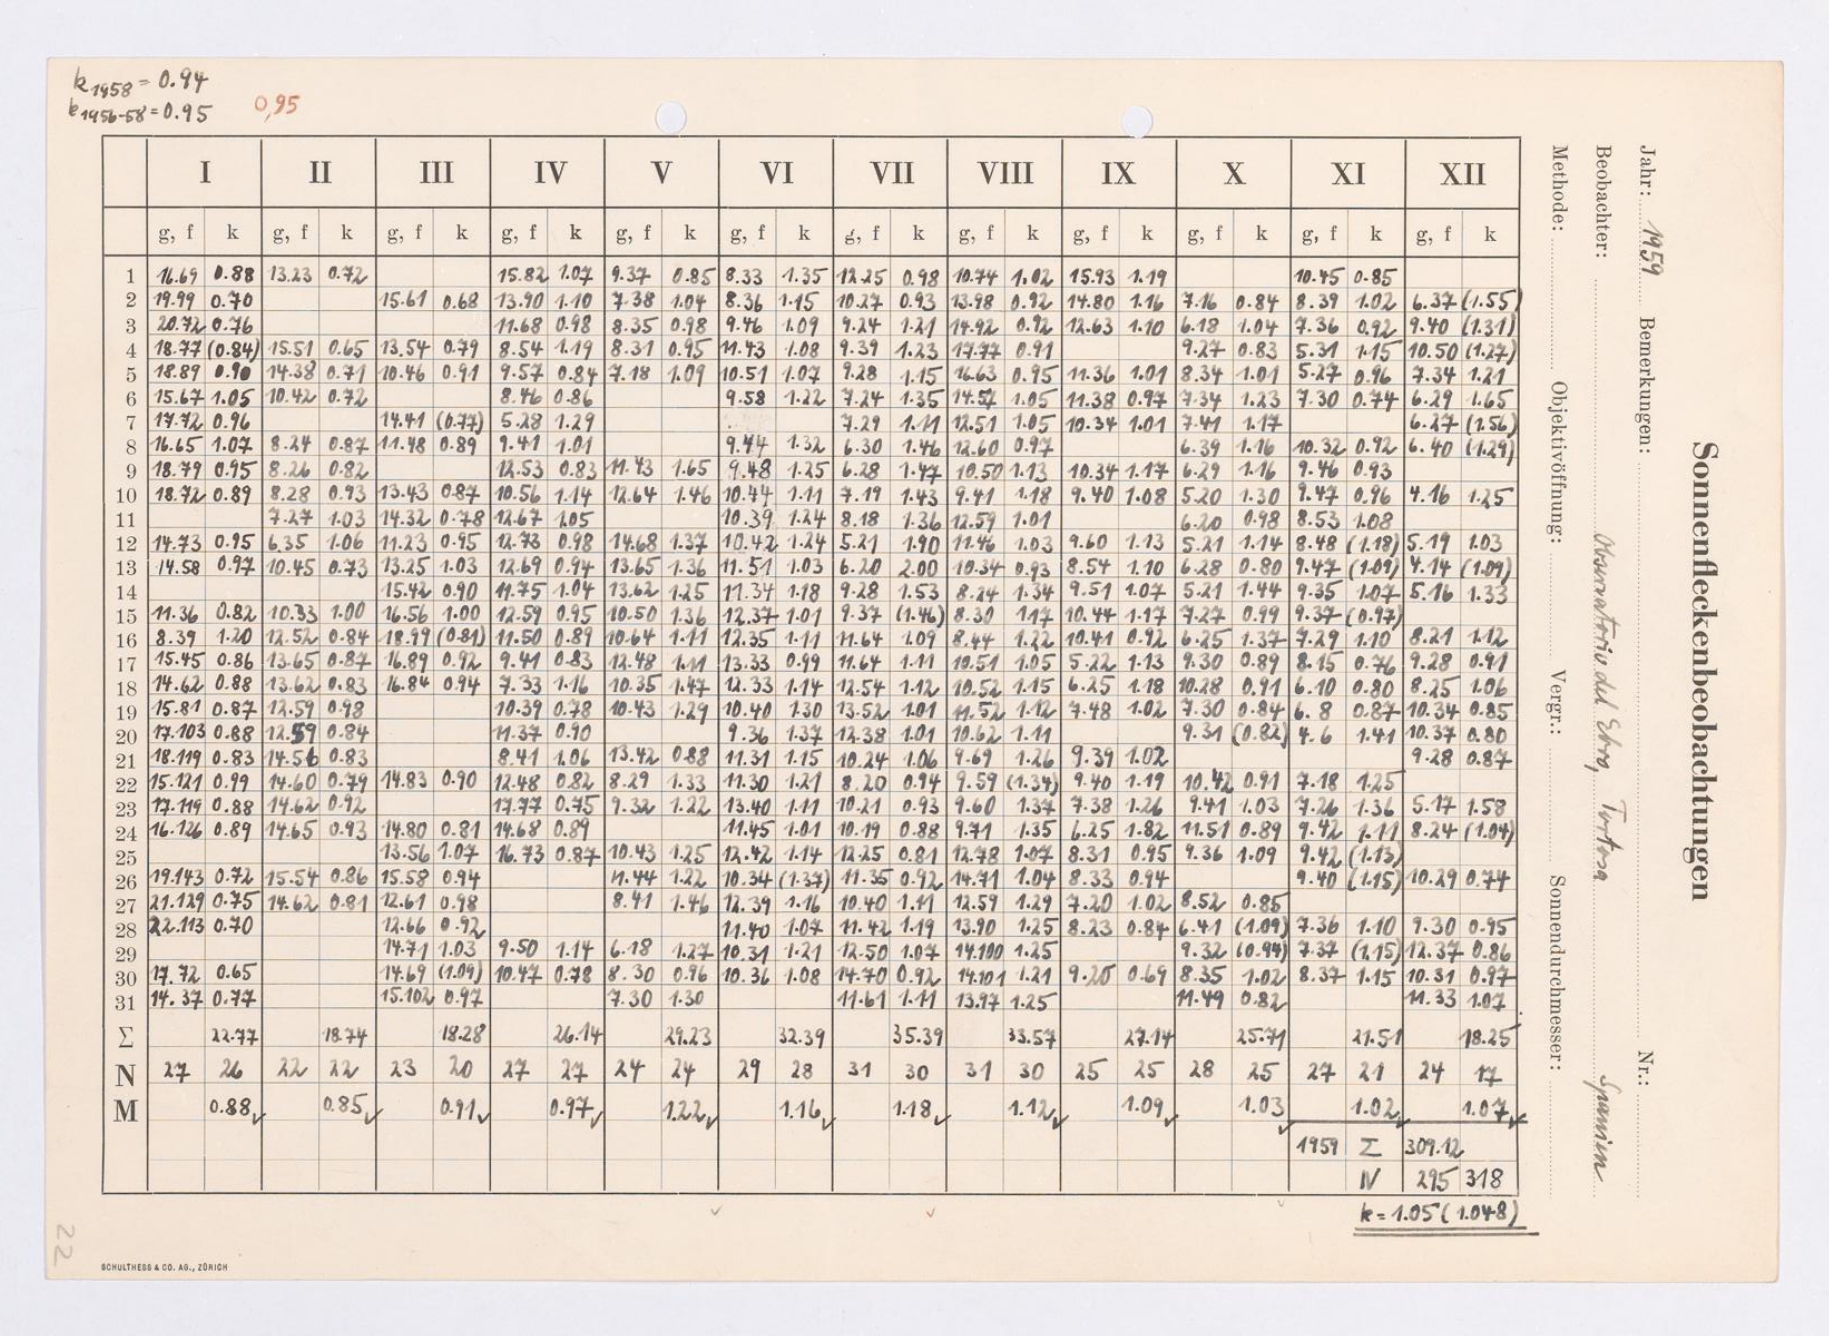 k1958 = 0.94
k1956-58 = 0.95 0,95
I II III IV V VI VII VIII IX X XI XII
g, f k g, f k g, f k g, f k g, f k g, f k g, f k g, f k g, f k g, f k g, f k g, f k
1 16.69 0.88 13.23 0.72 15.82 1.07 9.37 0.85 8.33 1.35 12.25 0.98 10.74 1.02 15.93 1.19 10.45 0.85
2 19.99 0.70 15.61 0.68 13.90 1.10 7.38 1.04 8.36 1.15 10.27 0.93 13.98 0.92 14.80 1.16 7.16 0.84 8.39 1.02 6.37 (1.55)
3 20.72 0.76 11.68 0.98 8.35 0.98 9.46 1.09 9.24 1.21 14.92 0.92 12.63 1.10 6.18 1.04 7.36 0.92 9.40 (1.31)
4 18.77 (0.84) 15.51 0.65 13.54 0.79 8.54 1.19 8.31 0.95 11.43 1.08 9.39 1.23 17.77 0.91 9.27 0.83 5.31 1.15 10.50 (1.27)
5 18.89 0.90 14.38 0.71 10.46 0.91 9.57 0.84 7.18 1.09 10.51 1.07 9.28 1.15 16.63 0.95 11.36 1.01 8.34 1.01 5.27 0.96 7.34 1.21
6 15.67 1.05 10.42 0.72 8.46 0.86 9.58 1.22 7.24 1.35 14.57 1.05 11.38 0.97 7.34 1.23 7.30 0.74 6.29 1.65
7 17.72 0.96 14.41 (0.77) 5.28 1.29 7.29 1.11 12.51 1.05 10.34 1.01 7.41 1.17 6.27 (1.56)
8 16.65 1.07 8.24 0.87 11.48 0.89 9.41 1.01 9.44 1.32 6.30 1.46 12.60 0.97 6.39 1.16 10.32 0.92 6.40 (1.29)
9 18.79 0.95 8.26 0.82 12.53 0.83 11.43 1.65 9.48 1.25 6.28 1.47 10.50 1.13 10.34 1.17 6.29 1.16 9.46 0.93
10 18.72 0.89 8.28 0.93 13.43 0.87 10.56 1.14 12.64 1.46 10.44 1.11 7.19 1.43 9.41 1.18 9.40 1.08 5.20 1.30 9.47 0.96 4.16 1.25
11 7.27 1.03 14.32 0.78 12.67 1.05 10.39 1.24 8.18 1.36 12.59 1.01 6.20 0.98 8.53 1.08
12 14.73 0.95 6.35 1.06 11.23 0.95 12.73 0.98 14.68 1.37 10.42 1.24 5.21 1.90 11.46 1.03 9.60 1.13 5.21 1.14 8.48 (1.18) 5.19 1.03
13 14.58 0.97 10.45 0.73 13.25 1.03 12.69 0.94 13.65 1.36 11.51 1.03 6.20 2.00 10.34 0.93 8.54 1.10 6.28 0.80 9.47 (1.09) 4.14 (1.09)
14 15.42 0.90 11.75 1.04 13.62 1.25 11.34 1.18 9.28 1.53 8.24 1.34 9.51 1.07 5.21 1.44 9.35 1.07 5.16 1.33
15 11.36 0.82 10.33 1.00 16.56 1.00 12.59 0.95 10.50 1.36 12.37 1.01 9.37 (1.46) 8.30 1.17 10.44 1.17 7.27 0.99 9.37 (0.97)
16 8.39 1.20 12.52 0.84 18.99 (0.81) 11.50 0.89 10.64 1.11 12.35 1.11 11.64 1.09 8.44 1.22 10.41 0.92 6.25 1.37 7.29 1.10 8.21 1.12
17 15.45 0.86 13.65 0.87 16.89 0.92 9.41 0.83 12.48 1.11 13.33 0.99 11.64 1.11 10.51 1.05 5.22 1.13 9.30 0.89 8.15 0.76 9.28 0.91
18 14.62 0.88 13.62 0.83 16.84 0.94 7.33 1.16 10.35 1.47 12.33 1.14 12.54 1.12 10.52 1.15 6.25 1.18 10.28 0.91 6.10 0.80 8.25 1.06
19 15.81 0.87 12.59 0.98 10.39 0.78 10.43 1.29 10.40 1.30 13.52 1.01 11.52 1.12 7.48 1.02 7.30 0.84 6.8 0.87 10.34 0.85
20 17.103 0.88 12.59 0.84 11.37 0.90 9.36 1.37 12.38 1.01 10.62 1.11 9.31 (0.82) 4.6 1.41 10.37 0.80
21 18.119 0.83 14.56 0.83 8.41 1.06 13.42 0.88 11.31 1.15 10.24 1.06 9.69 1.26 9.39 1.02 9.28 0.87
22 15.121 0.99 14.60 0.79 14.83 0.90 12.48 0.82 8.29 1.33 11.30 1.21 8.20 0.94 9.59 (1.34) 9.40 1.19 10.42 0.91 7.18 1.25
23 17.119 0.88 14.62 0.92 17.77 0.75 9.32 1.22 13.40 1.11 10.21 0.93 9.60 1.37 7.38 1.26 9.41 1.03 7.26 1.36 5.17 1.58
24 16.126 0.89 14.65 0.93 14.80 0.81 14.68 0.89 11.45 1.01 10.19 0.88 9.71 1.35 6.25 1.82 11.51 0.89 9.42 1.11 8.24 (1.04)
25 13.56 1.07 16.73 0.87 10.43 1.25 12.42 1.14 12.25 0.81 12.78 1.07 8.31 0.95 9.36 1.09 9.42 (1.13)
26 19.143 0.72 15.54 0.86 15.58 0.94 11.44 1.22 10.34 (1.37) 11.35 0.92 14.71 1.04 8.33 0.94 9.40 (1.15) 10.29 0.74
27 21.129 0.75 14.62 0.81 12.61 0.98 8.41 1.46 12.39 1.16 10.40 1.11 12.59 1.29 7.20 1.02 8.52 0.85
28 22.113 0.70 12.66 0.92 11.40 1.07 11.42 1.19 13.90 1.25 8.23 0.84 6.41 (1.09) 7.36 1.10 9.30 0.95
29 14.71 1.03 9.50 1.14 6.18 1.27 10.31 1.21 12.50 1.07 14.100 1.25 9.32 (0.94) 7.37 (1.15) 12.37 0.86
30 17.72 0.65 14.69 (1.09) 10.47 0.78 8.30 0.96 10.36 1.08 14.70 0.92 14.101 1.21 9.20 0.69 8.35 1.02 8.37 1.15 10.31 0.97
31 14.37 0.77 15.102 0.97 7.30 1.30 11.61 1.11 13.97 1.25 11.49 0.82 11.33 1.07
Σ 22.77 18.74 18.28 26.14 29.23 32.39 35.39 33.57 27.14 25.71 21.51 18.25
N 27 26 22 22 23 20 27 27 24 24 29 28 31 30 31 30 25 25 28 25 27 21 24 17
M 0.88 0.85 0.91 0.97 1.22 1.16 1.18 1.12 1.09 1.03 1.02 1.07
1959 Σ 309.12
N 295 318
k = 1.05 (1.048)
22
SCHULTHESS & CO. AG., ZÜRICH
Sonnenfleckenbeobachtungen
Jahr: 1959 Bemerkungen: Nr.:
Beobachter: Observatorio del Ebro, Tortosa Spanien
Methode: Objektivöffnung: Vergr.: Sonnendurchmesser: